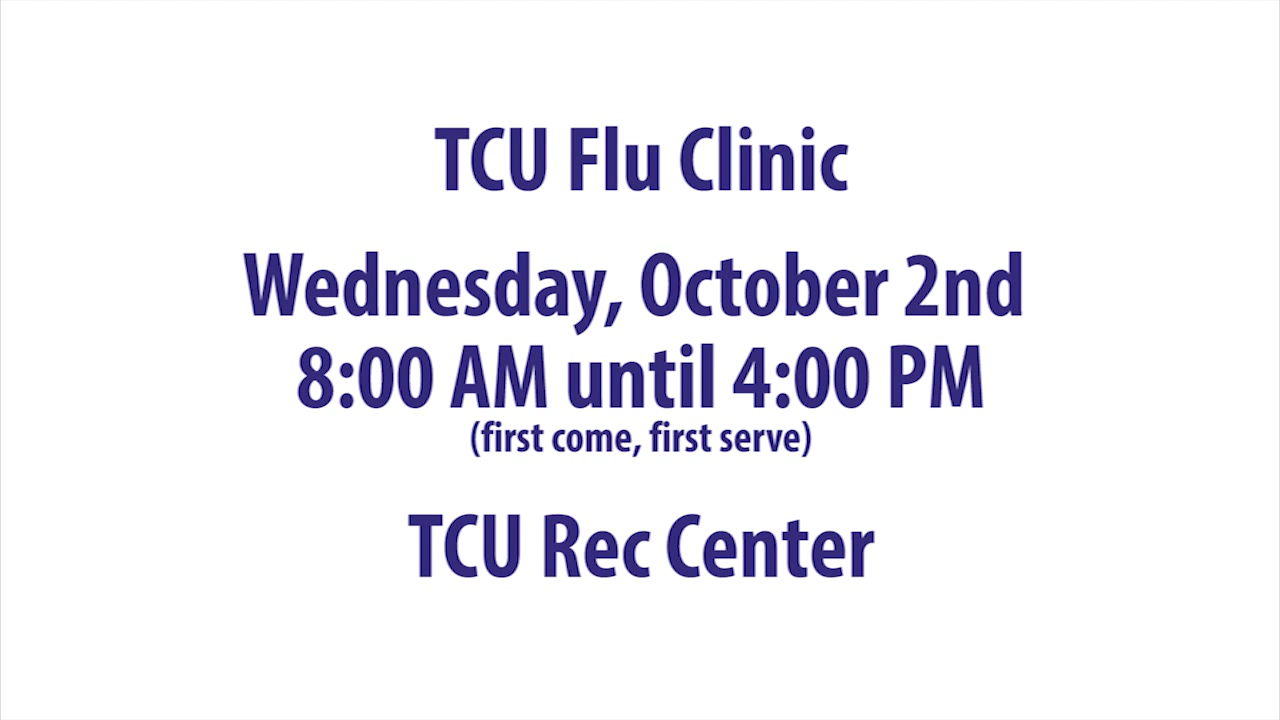 TCU Flu Clinic
Wednesday, October 2nd
8:00 AM until 4:00 PM
(first come, first serve)
TCU Rec Center